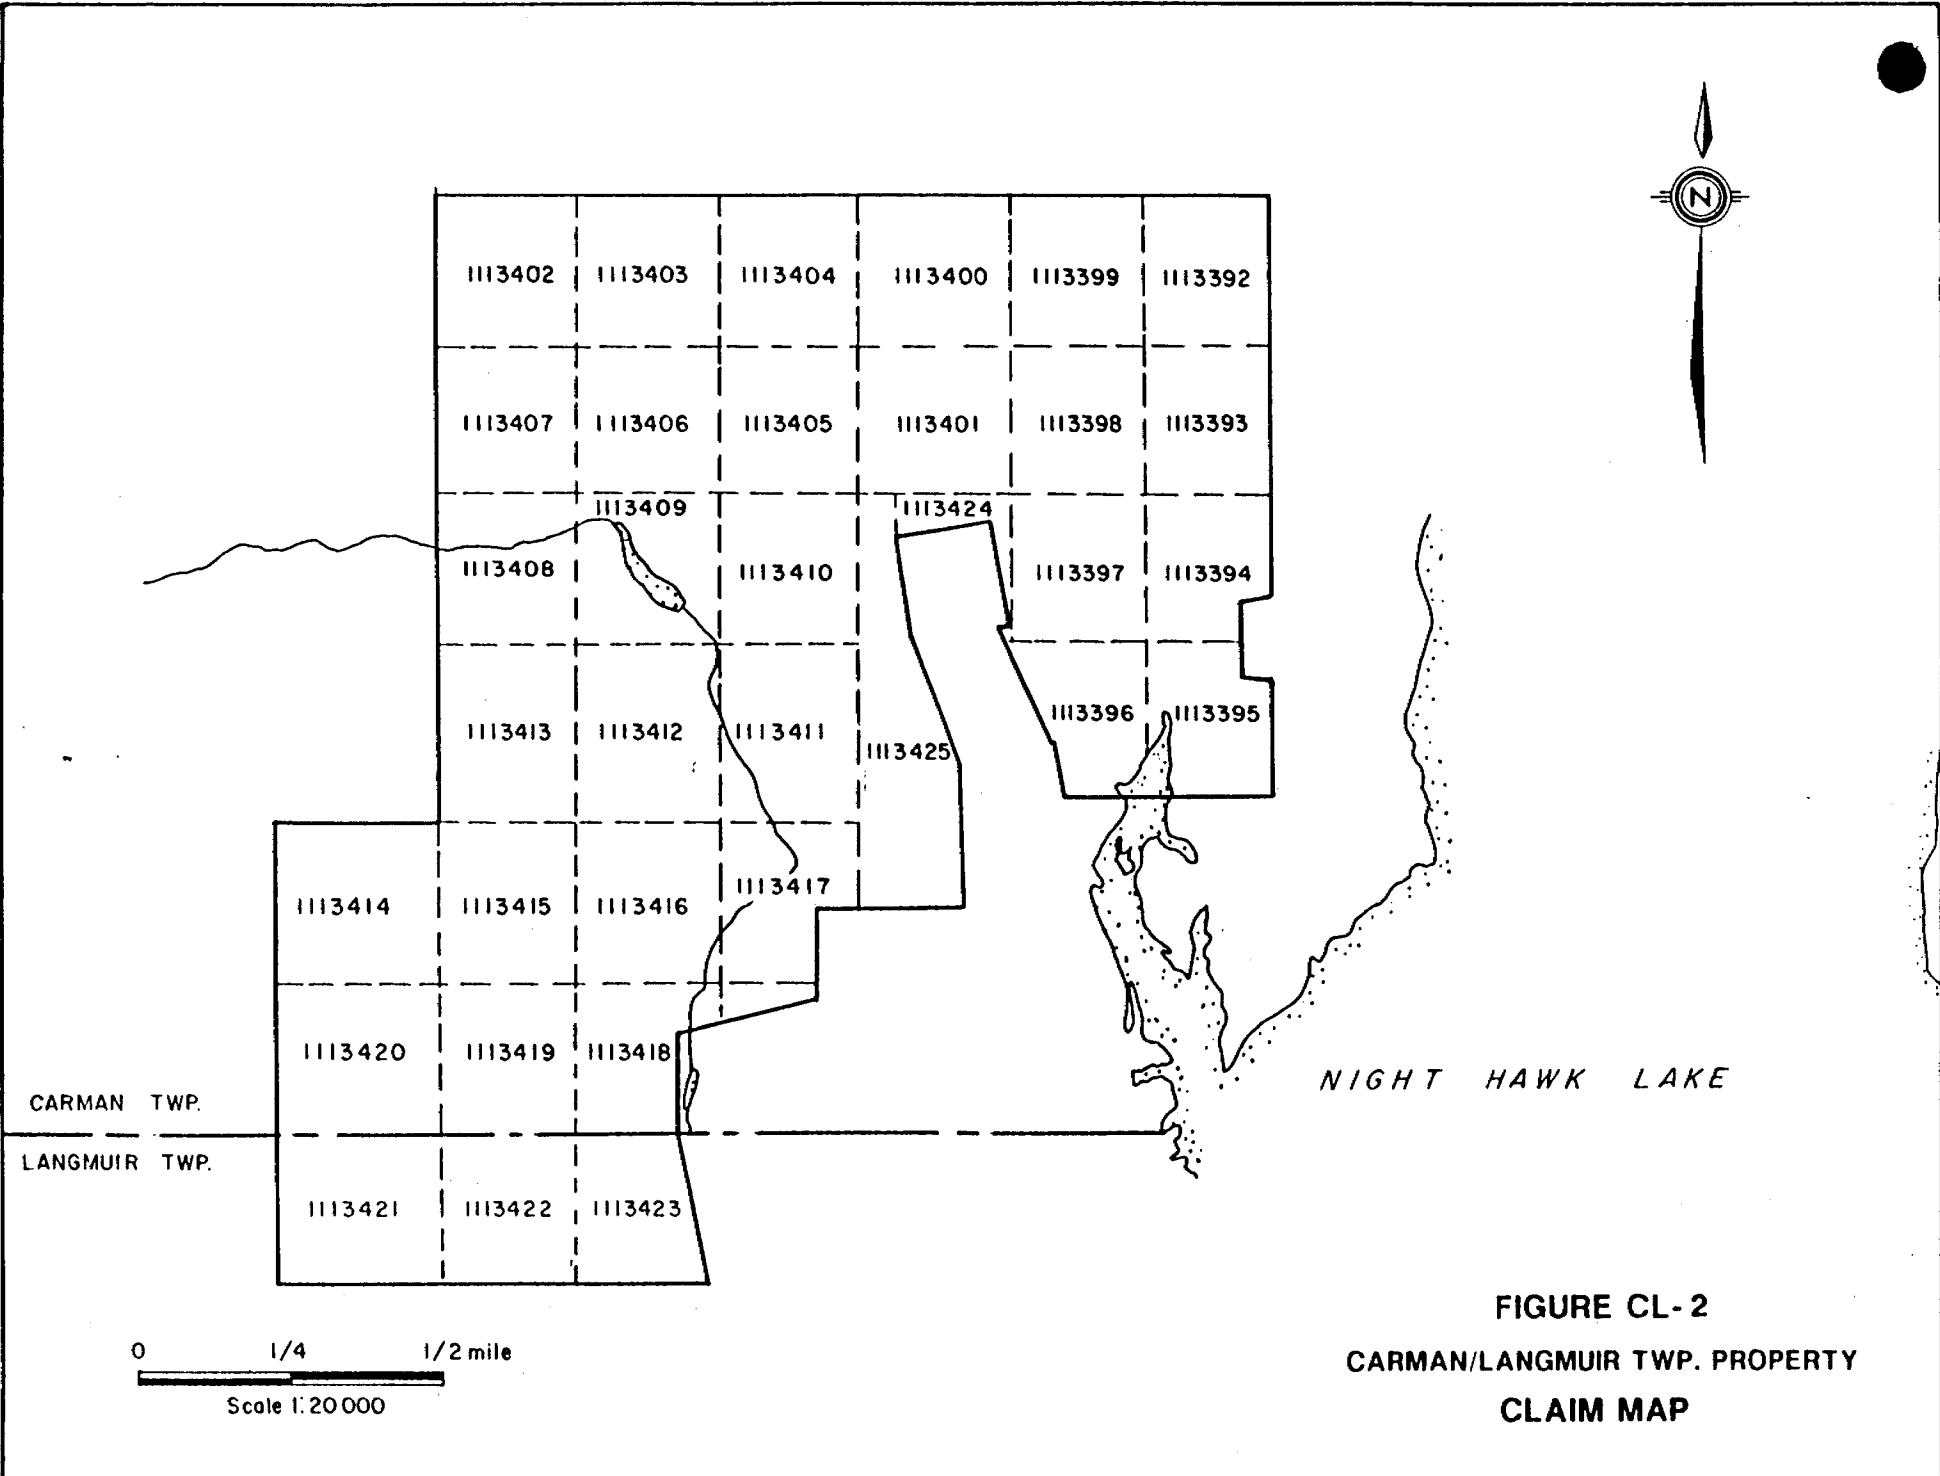 N
1113402 1113403 1113404 1113400 1113399 1113392
1113407 1113406 1113405 1113401 1113398 1113393
1113409 1113424
1113408 1113410 1113397 1113394
1113413 1113412 1113411 1113425 1113396 1113395
1113414 1113415 1113416 1113417
1113420 1113419 1113418
NIGHT HAWK LAKE
CARMAN TWP.
LANGMUIR TWP.
1113421 1113422 1113423
0 1/4 1/2 mile
Scale 1:20000
FIGURE CL-2
CARMAN/LANGMUIR TWP. PROPERTY
CLAIM MAP